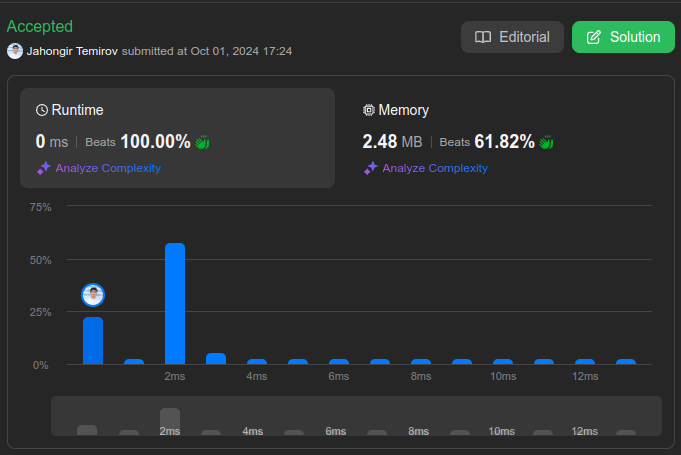 Accepted
Jahongir Temirov submitted at Oct 01, 2024 17:24
Editorial
Solution
Runtime
0 ms | Beats 100.00%
Analyze Complexity
Memory
2.48 MB | Beats 61.82%
Analyze Complexity
75%
50%
25%
0%
2ms 4ms 6ms 8ms 10ms 12ms
2ms 4ms 6ms 8ms 10ms 12ms